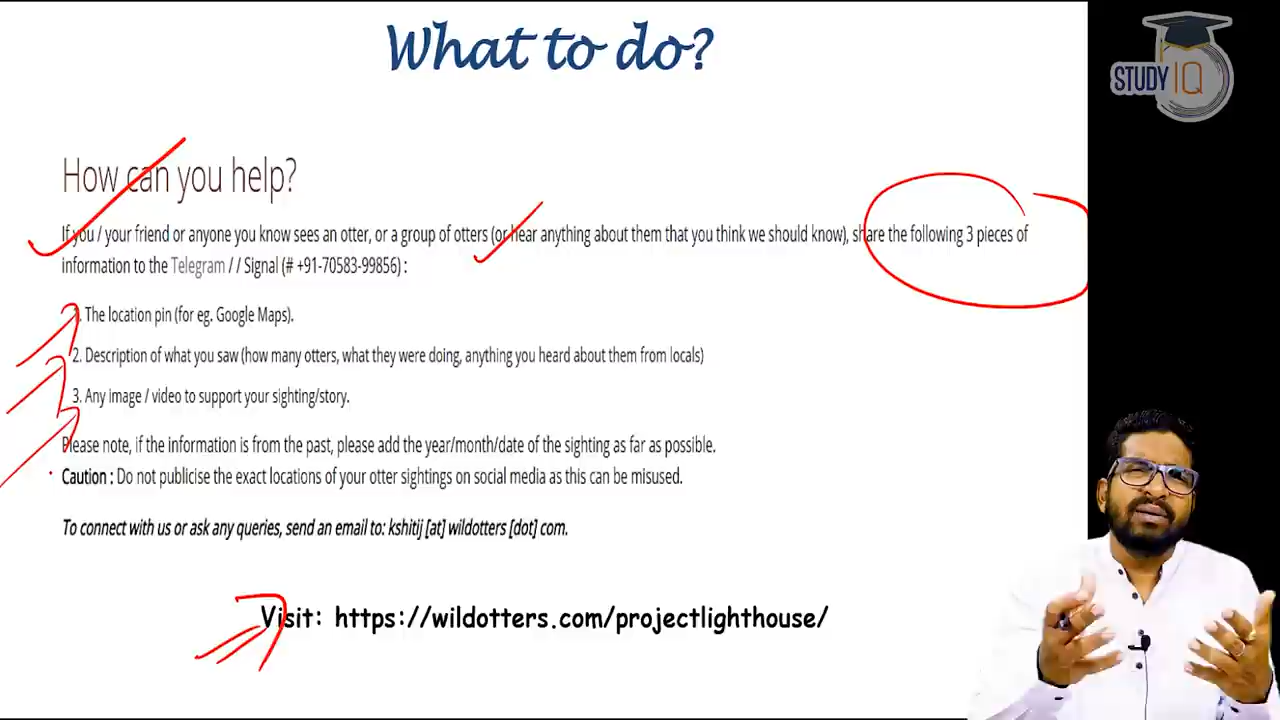 What to do?
STUDY IQ
How can you help?
If you / your friend or anyone you know sees an otter, or a group of otters (or hear anything about them that you think we should know), share the following 3 pieces of
information to the Telegram / / Signal (# +91-70583-99856) :
1. The location pin (for eg. Google Maps).
2. Description of what you saw (how many otters, what they were doing, anything you heard about them from locals)
3. Any image / video to support your sighting/story.
Please note, if the information is from the past, please add the year/month/date of the sighting as far as possible.
Caution : Do not publicise the exact locations of your otter sightings on social media as this can be misused.
To connect with us or ask any queries, send an email to: kshitij [at] wildotters [dot] com.
Visit: https://wildotters.com/projectlighthouse/